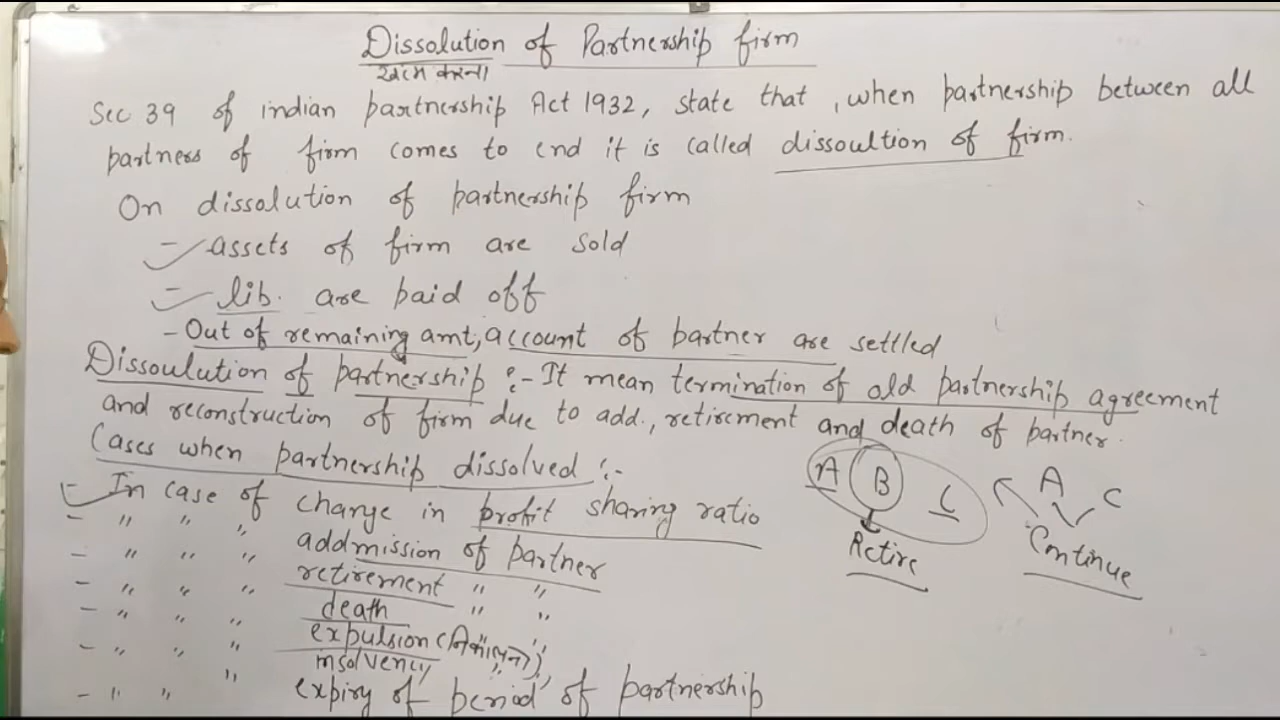 Dissolution of Partnership firm
खत्म करना
Sec 39 of indian partnership Act 1932, state that , when partnership between all
partners of firm comes to end it is called dissoultion of firm.
On dissolution of partnership firm
- assets of firm are sold
- lib. are paid off
- Out of remaining amt, account of partner are settled
Dissoulution of partnership :- It mean termination of old partnership agreement
and reconstruction of firm due to add., retirement and death of partner.
Cases when partnership dissolved :-
- In case of change in profit sharing ratio
- " " " addmission of partner
- " " " retirement " "
- " " " death " "
- " " " expulsion (निकालना) "
- " " " insolvency " "
- " " expiry of period of partnership
A B C
Retire
A C
Continue